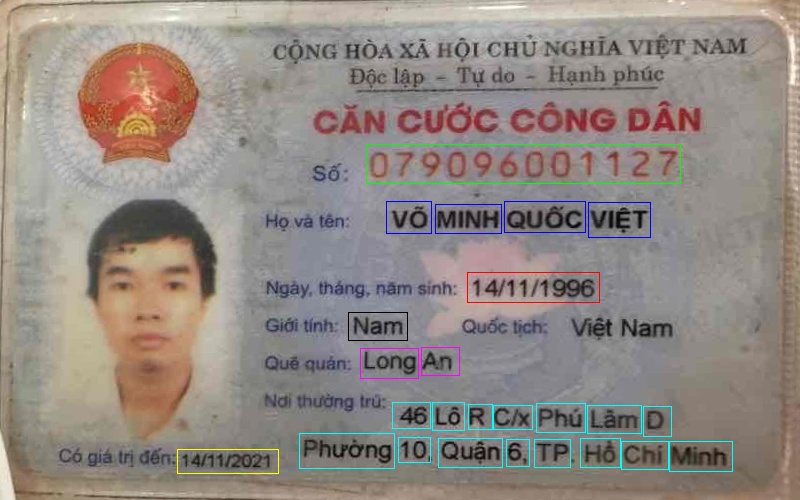 CỘNG HÒA XÃ HỘI CHỦ NGHĨA VIỆT NAM
Độc lập - Tự do - Hạnh phúc
CĂN CƯỚC CÔNG DÂN
Số: 079096001127
Họ và tên: VÕ MINH QUỐC VIỆT
Ngày, tháng, năm sinh: 14/11/1996
Giới tính: Nam Quốc tịch: Việt Nam
Quê quán: Long An
Nơi thường trú: 46 Lô R C/x Phú Lâm D
Phường 10, Quận 6, TP. Hồ Chí Minh
Có giá trị đến: 14/11/2021